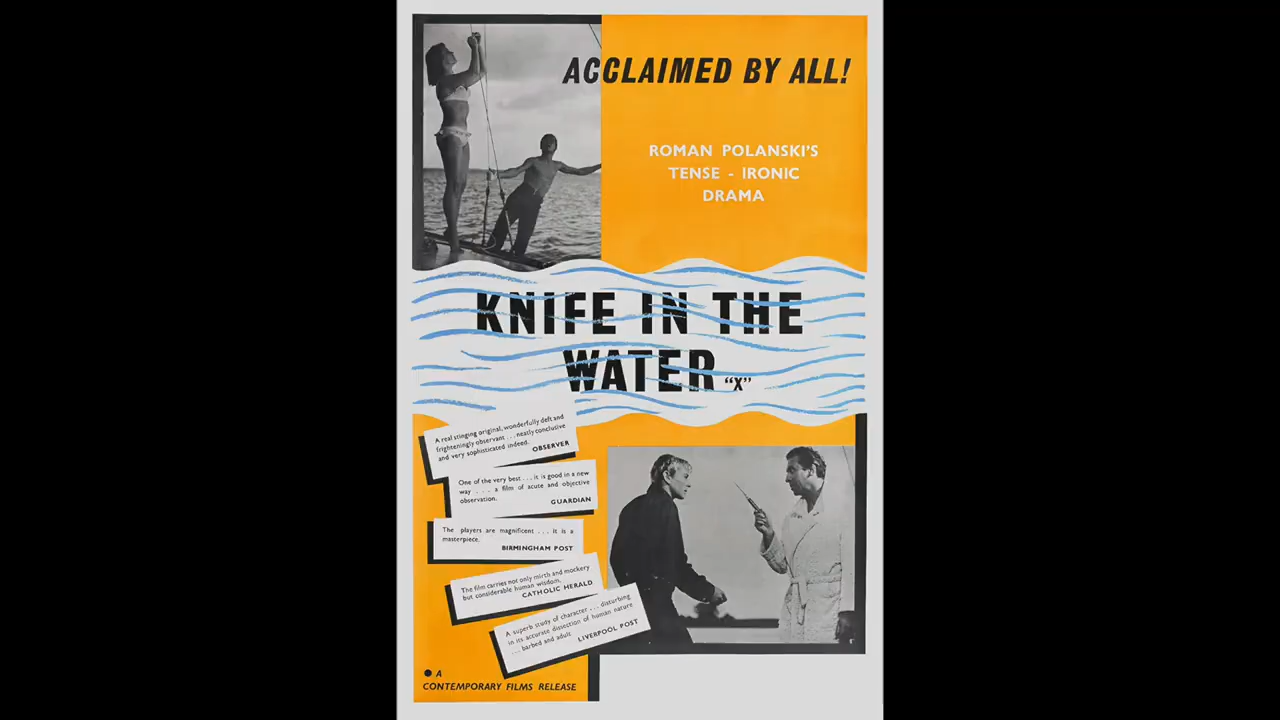 ACCLAIMED BY ALL!
ROMAN POLANSKI'S
TENSE - IRONIC
DRAMA
KNIFE IN THE
WATER "X"
A real stinging original, wonderfully deft and
frighteningly observant . . . neatly conclusive
and very sophisticated indeed.
OBSERVER
One of the very best . . . it is good in a new
way . . . . a film of acute and objective
observation.
GUARDIAN
The players are magnificent . . . it is a
masterpiece.
BIRMINGHAM POST
The film carries not only mirth and mockery
but considerable human wisdom.
CATHOLIC HERALD
A superb study of character . . . disturbing
in its accurate dissection of human nature
. . . barbed and adult
LIVERPOOL POST
A
CONTEMPORARY FILMS RELEASE